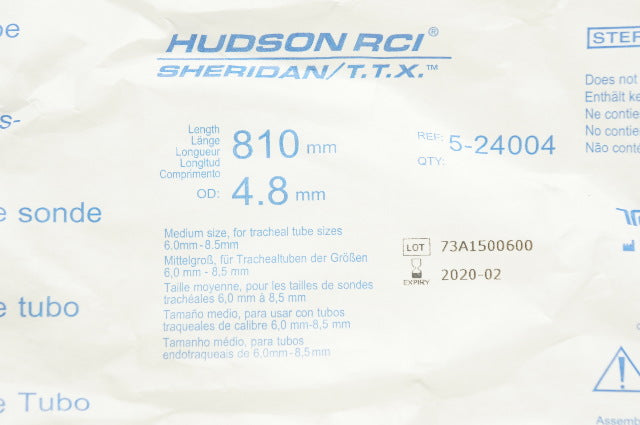 HUDSON RCI®
SHERIDAN/T.T.X.™
STER
Does not
Enthält ke
Ne contie
No contie
Não conté
Length
Länge
Longueur
Longitud
Comprimento
810 mm
OD: 4.8 mm
REF: 5-24004
QTY:
Medium size, for tracheal tube sizes
6.0mm-8.5mm
Mittelgroß, für Trachealtuben der Größen
6,0 mm - 8,5 mm
Taille moyenne, pour les tailles de sondes
trachéales 6,0 mm à 8,5 mm
Tamaño medio, para usar con tubos
traqueales de calibre 6,0 mm-8,5 mm
Tamanho médio, para tubos
endotraqueais de 6.0mm-8,5mm
LOT 73A1500600
EXPIRY 2020-02
be
s-
e sonde
e tubo
e Tubo
Assemb